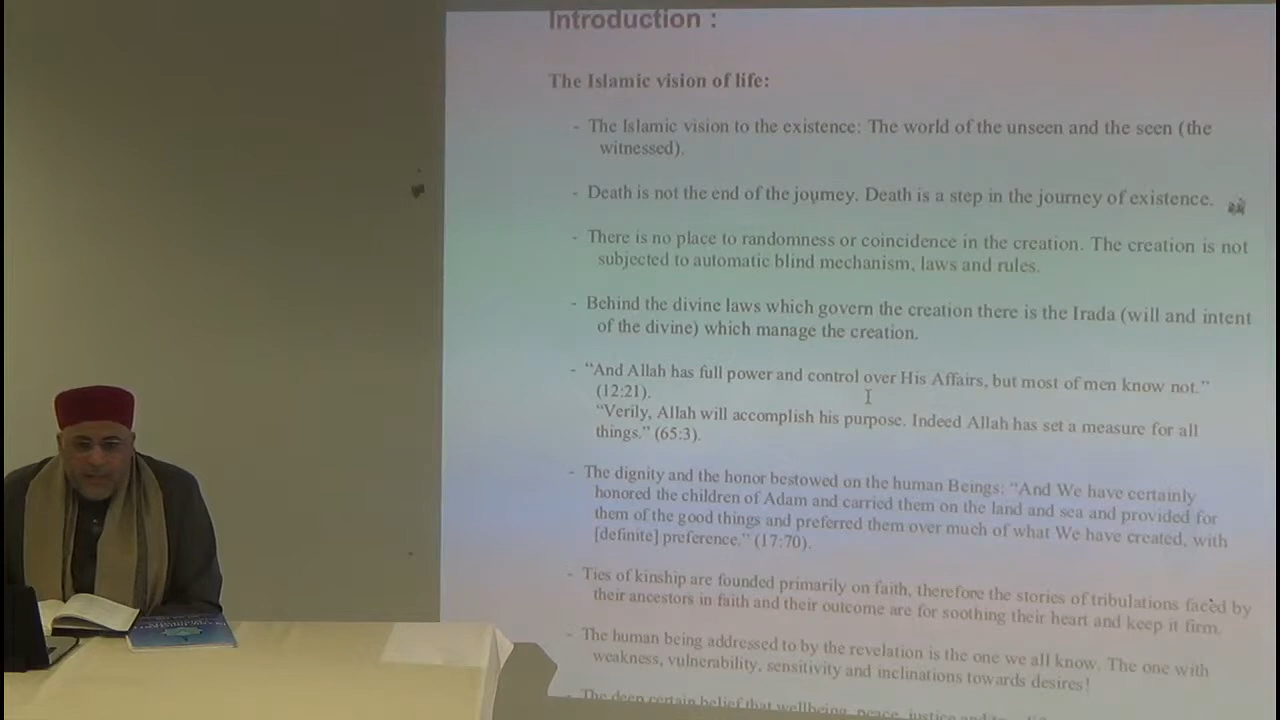 Introduction :
The Islamic vision of life:
- The Islamic vision to the existence: The world of the unseen and the seen (the
witnessed).
- Death is not the end of the journey. Death is a step in the journey of existence.
- There is no place to randomness or coincidence in the creation. The creation is not
subjected to automatic blind mechanism, laws and rules.
- Behind the divine laws which govern the creation there is the Irada (will and intent
of the divine) which manage the creation.
- “And Allah has full power and control over His Affairs, but most of men know not.”
(12:21).
“Verily, Allah will accomplish his purpose. Indeed Allah has set a measure for all
things.” (65:3).
- The dignity and the honor bestowed on the human Beings: “And We have certainly
honored the children of Adam and carried them on the land and sea and provided for
them of the good things and preferred them over much of what We have created, with
[definite] preference.” (17:70).
- Ties of kinship are founded primarily on faith, therefore the stories of tribulations faced by
their ancestors in faith and their outcome are for soothing their heart and keep it firm.
- The human being addressed to by the revelation is the one we all know. The one with
weakness, vulnerability, sensitivity and inclinations towards desires!
- The deep certain belief that wellbeing, peace, justice and